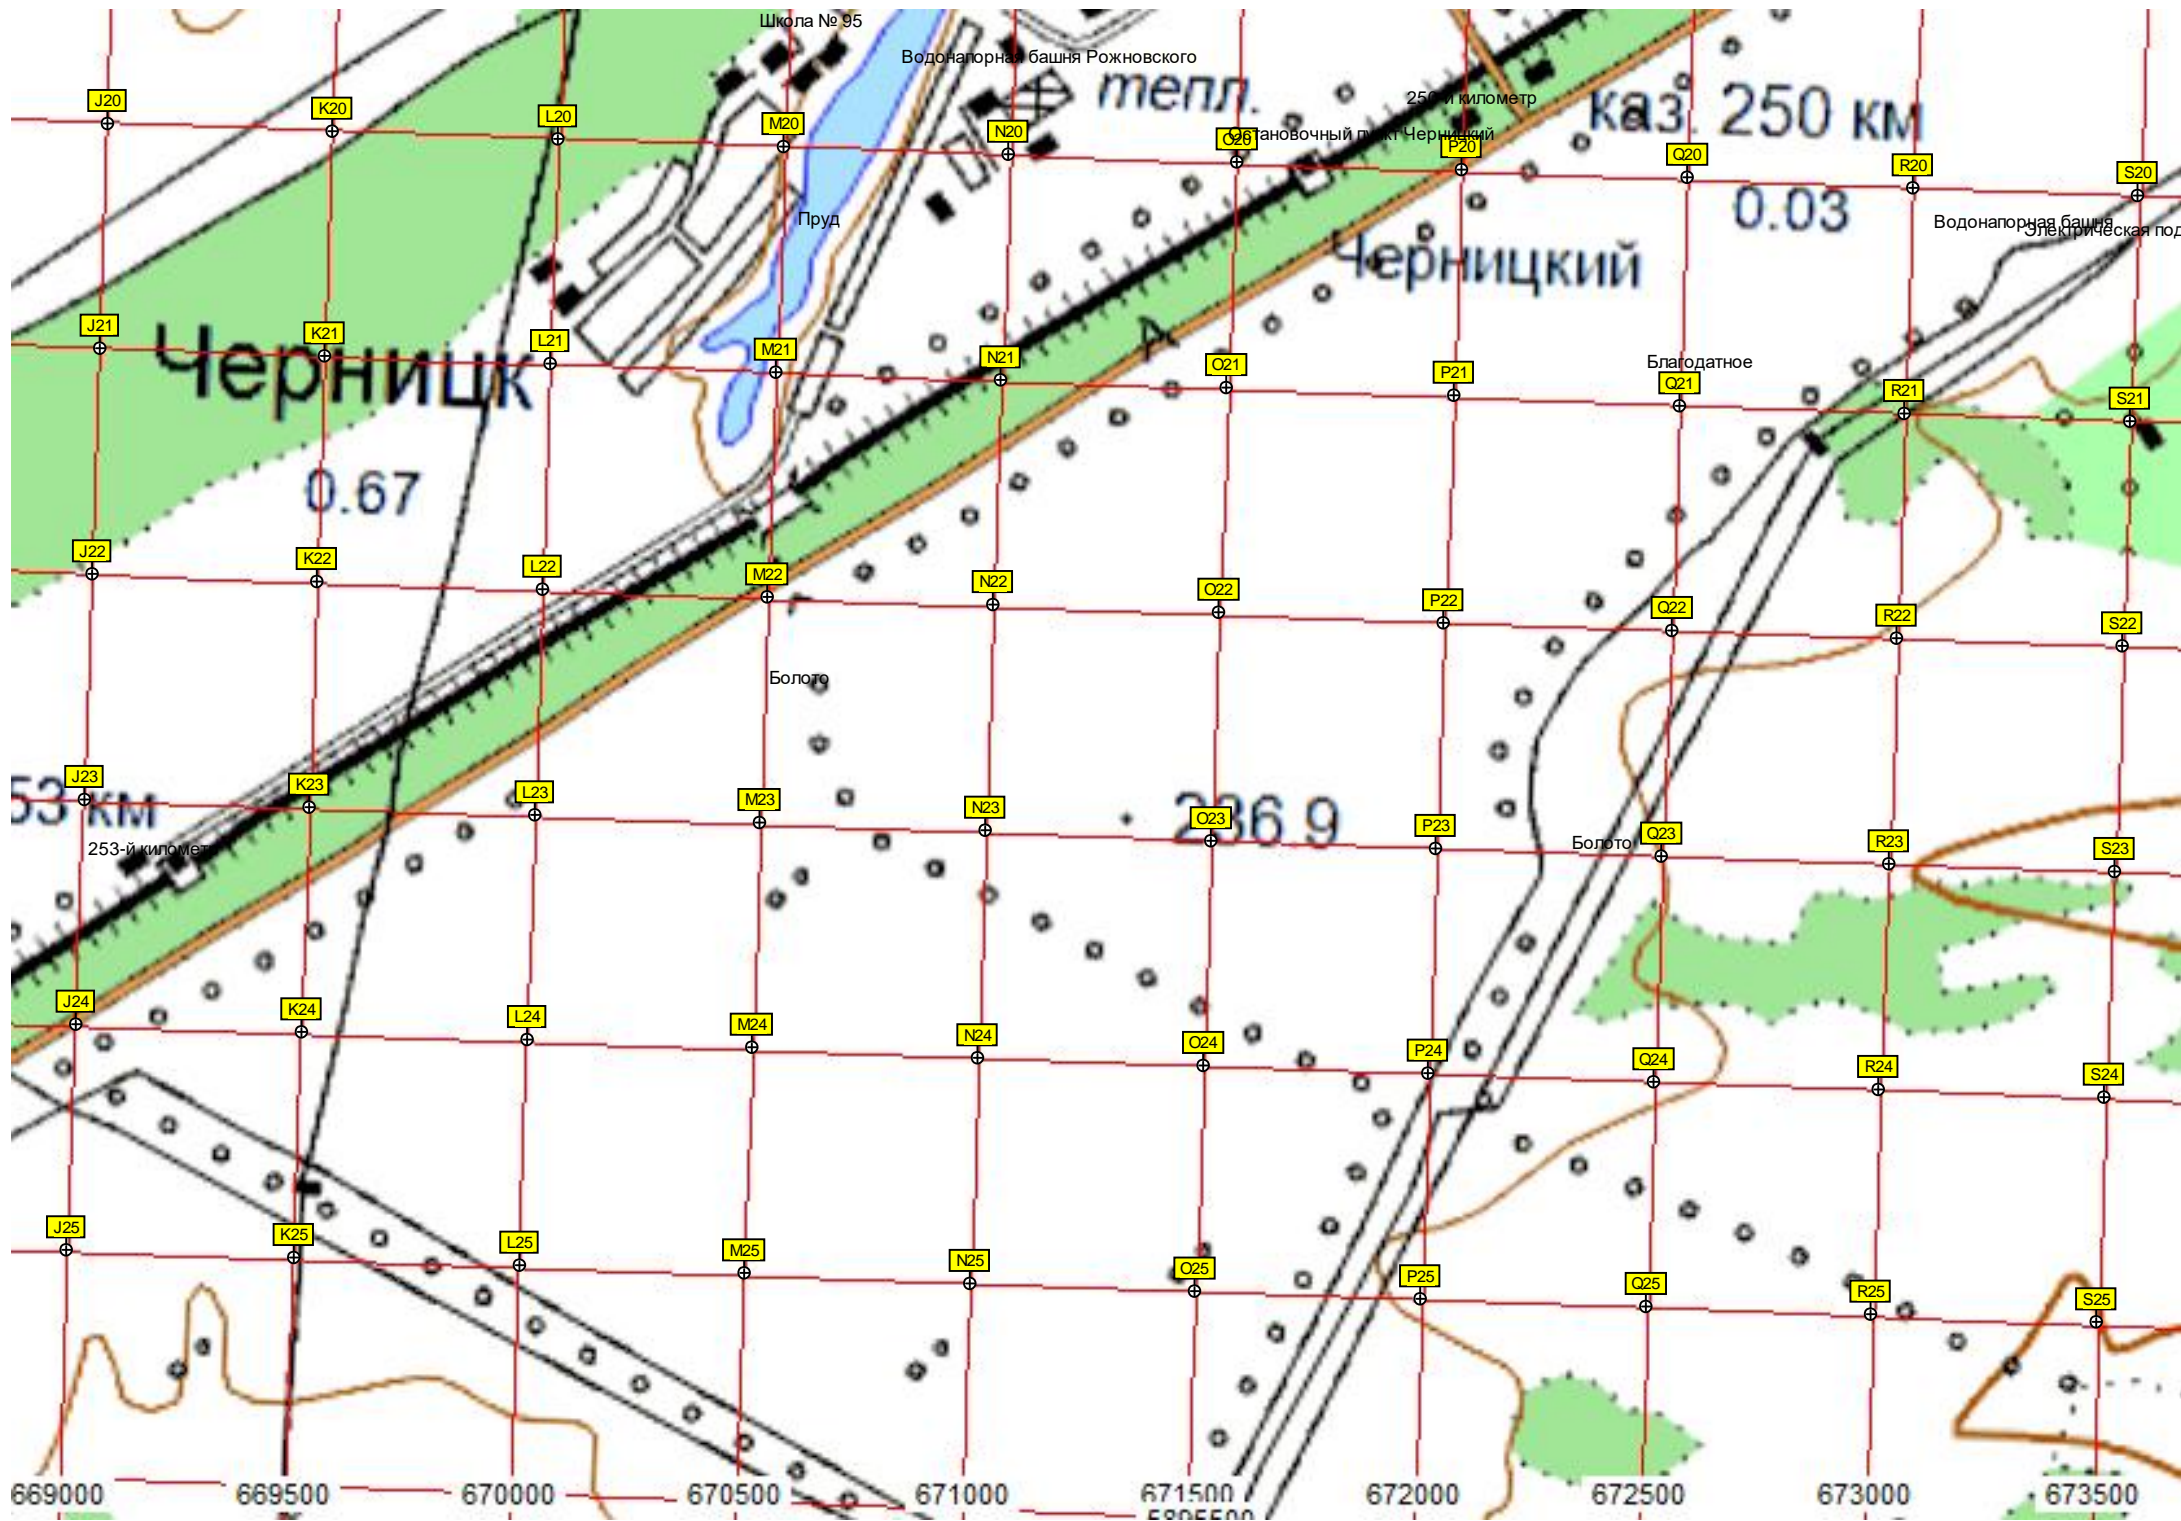 Школа № 95
Водонапорная башня Рожновского
тепл.
250-й километр
каз. 250 км
J20
K20
L20
M20
N20
O20
Остановочный пункт Черницкий
P20
Q20
R20
S20
0.03
Пруд
Водонапорная башня
Электрическая под
Черницкий
J21
K21
L21
M21
N21
O21
P21
Благодатное
Q21
R21
S21
Черницк
0.67
J22
K22
L22
M22
N22
O22
P22
Q22
R22
S22
Болото
J23
K23
L23
M23
N23
O23
P23
Q23
R23
S23
53 км
236.9
Болото
253-й километ
J24
K24
L24
M24
N24
O24
P24
Q24
R24
S24
J25
K25
L25
M25
N25
O25
P25
Q25
R25
S25
669000 669500 670000 670500 671000 671500 672000 672500 673000 673500
5895500